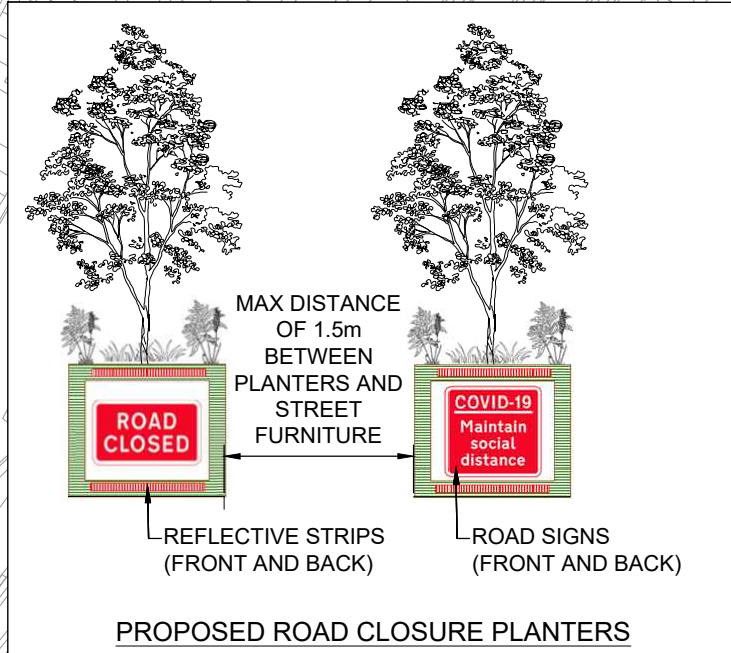 MAX DISTANCE
OF 1.5m
BETWEEN
PLANTERS AND
STREET
FURNITURE
ROAD
CLOSED
COVID-19
Maintain
social
distance
REFLECTIVE STRIPS
(FRONT AND BACK)
ROAD SIGNS
(FRONT AND BACK)
PROPOSED ROAD CLOSURE PLANTERS